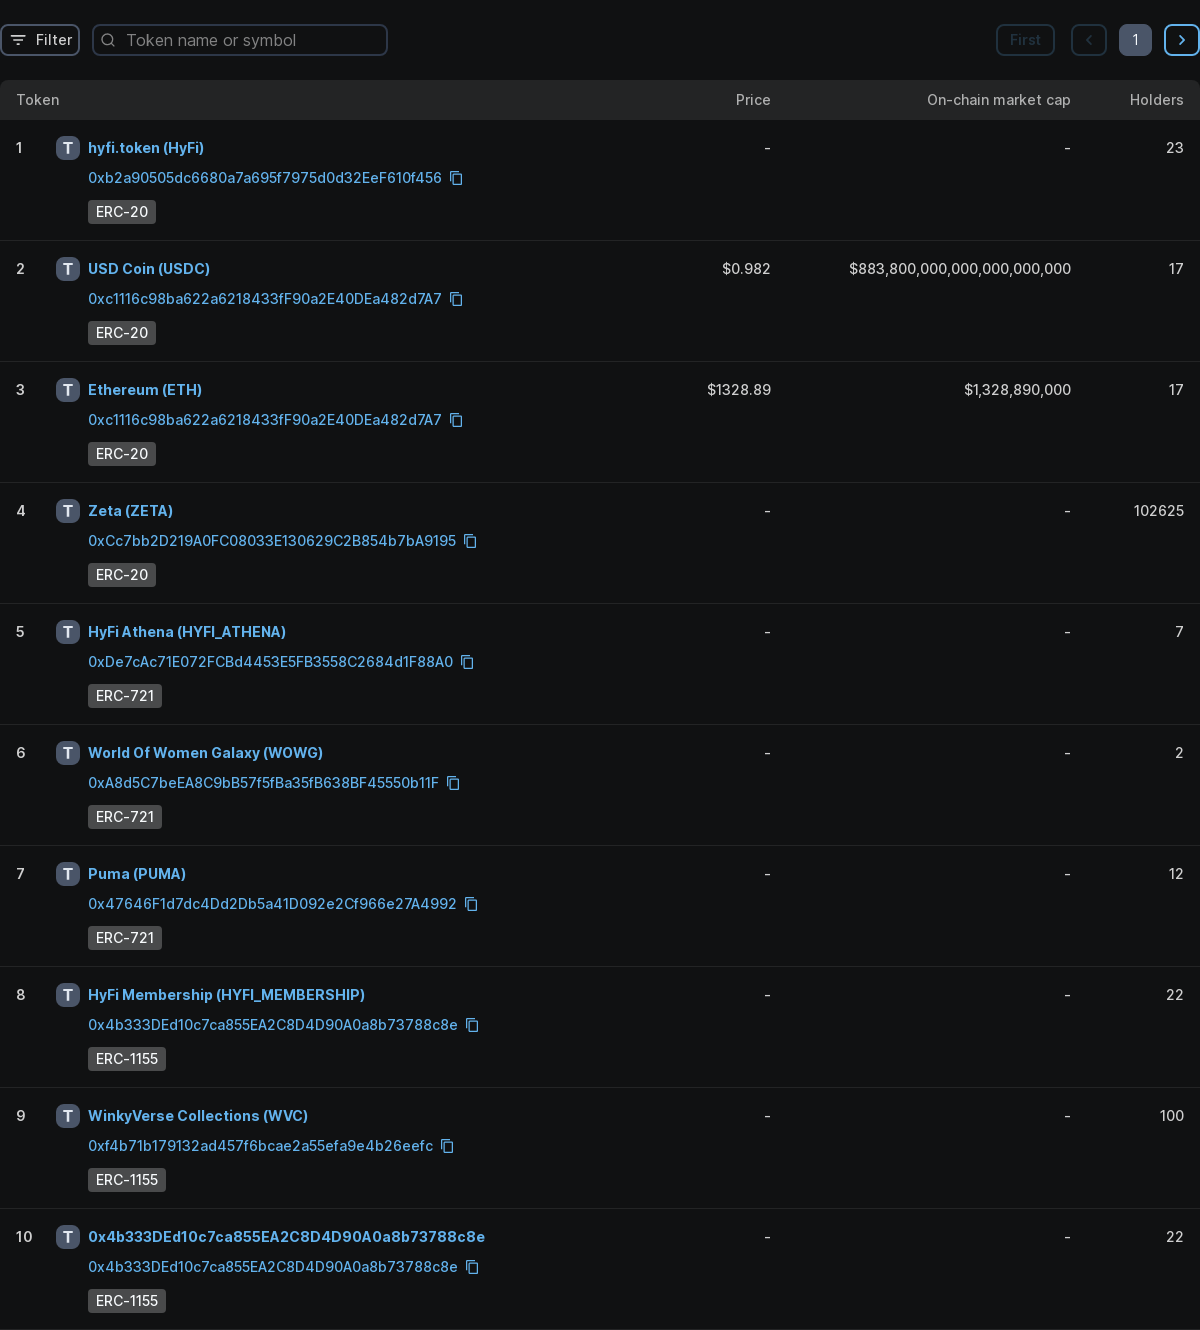 Filter Token name or symbol First 1
Token Price On-chain market cap Holders
1 T hyfi.token (HyFi) - - 23
0xb2a90505dc6680a7a695f7975d0d32EeF610f456
ERC-20
2 T USD Coin (USDC) $0.982 $883,800,000,000,000,000,000 17
0xc1116c98ba622a6218433fF90a2E40DEa482d7A7
ERC-20
3 T Ethereum (ETH) $1328.89 $1,328,890,000 17
0xc1116c98ba622a6218433fF90a2E40DEa482d7A7
ERC-20
4 T Zeta (ZETA) - - 102625
0xCc7bb2D219A0FC08033E130629C2B854b7bA9195
ERC-20
5 T HyFi Athena (HYFI_ATHENA) - - 7
0xDe7cAc71E072FCBd4453E5FB3558C2684d1F88A0
ERC-721
6 T World Of Women Galaxy (WOWG) - - 2
0xA8d5C7beEA8C9bB57f5fBa35fB638BF45550b11F
ERC-721
7 T Puma (PUMA) - - 12
0x47646F1d7dc4Dd2Db5a41D092e2Cf966e27A4992
ERC-721
8 T HyFi Membership (HYFI_MEMBERSHIP) - - 22
0x4b333DEd10c7ca855EA2C8D4D90A0a8b73788c8e
ERC-1155
9 T WinkyVerse Collections (WVC) - - 100
0xf4b71b179132ad457f6bcae2a55efa9e4b26eefc
ERC-1155
10 T 0x4b333DEd10c7ca855EA2C8D4D90A0a8b73788c8e - - 22
0x4b333DEd10c7ca855EA2C8D4D90A0a8b73788c8e
ERC-1155